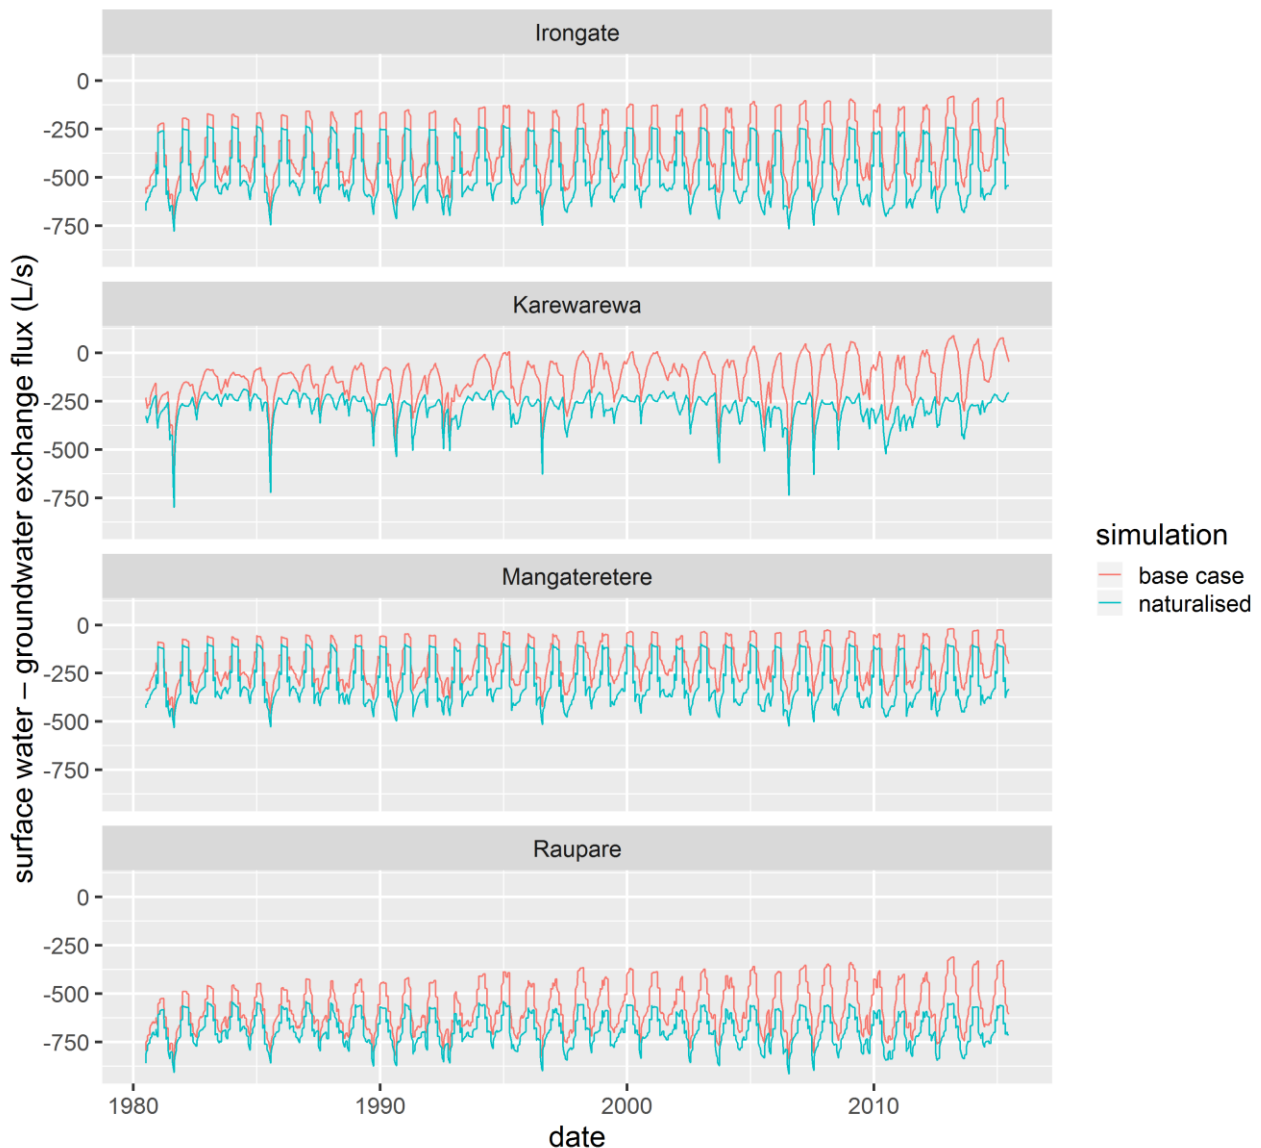 Irongate
0
-250
-500
-750
Karewarewa
0
-250
-500
-750
Mangateretere
0
-250
-500
-750
Raupare
0
-250
-500
-750
1980 1990 2000 2010
date
surface water – groundwater exchange flux (L/s)
simulation
base case
naturalised